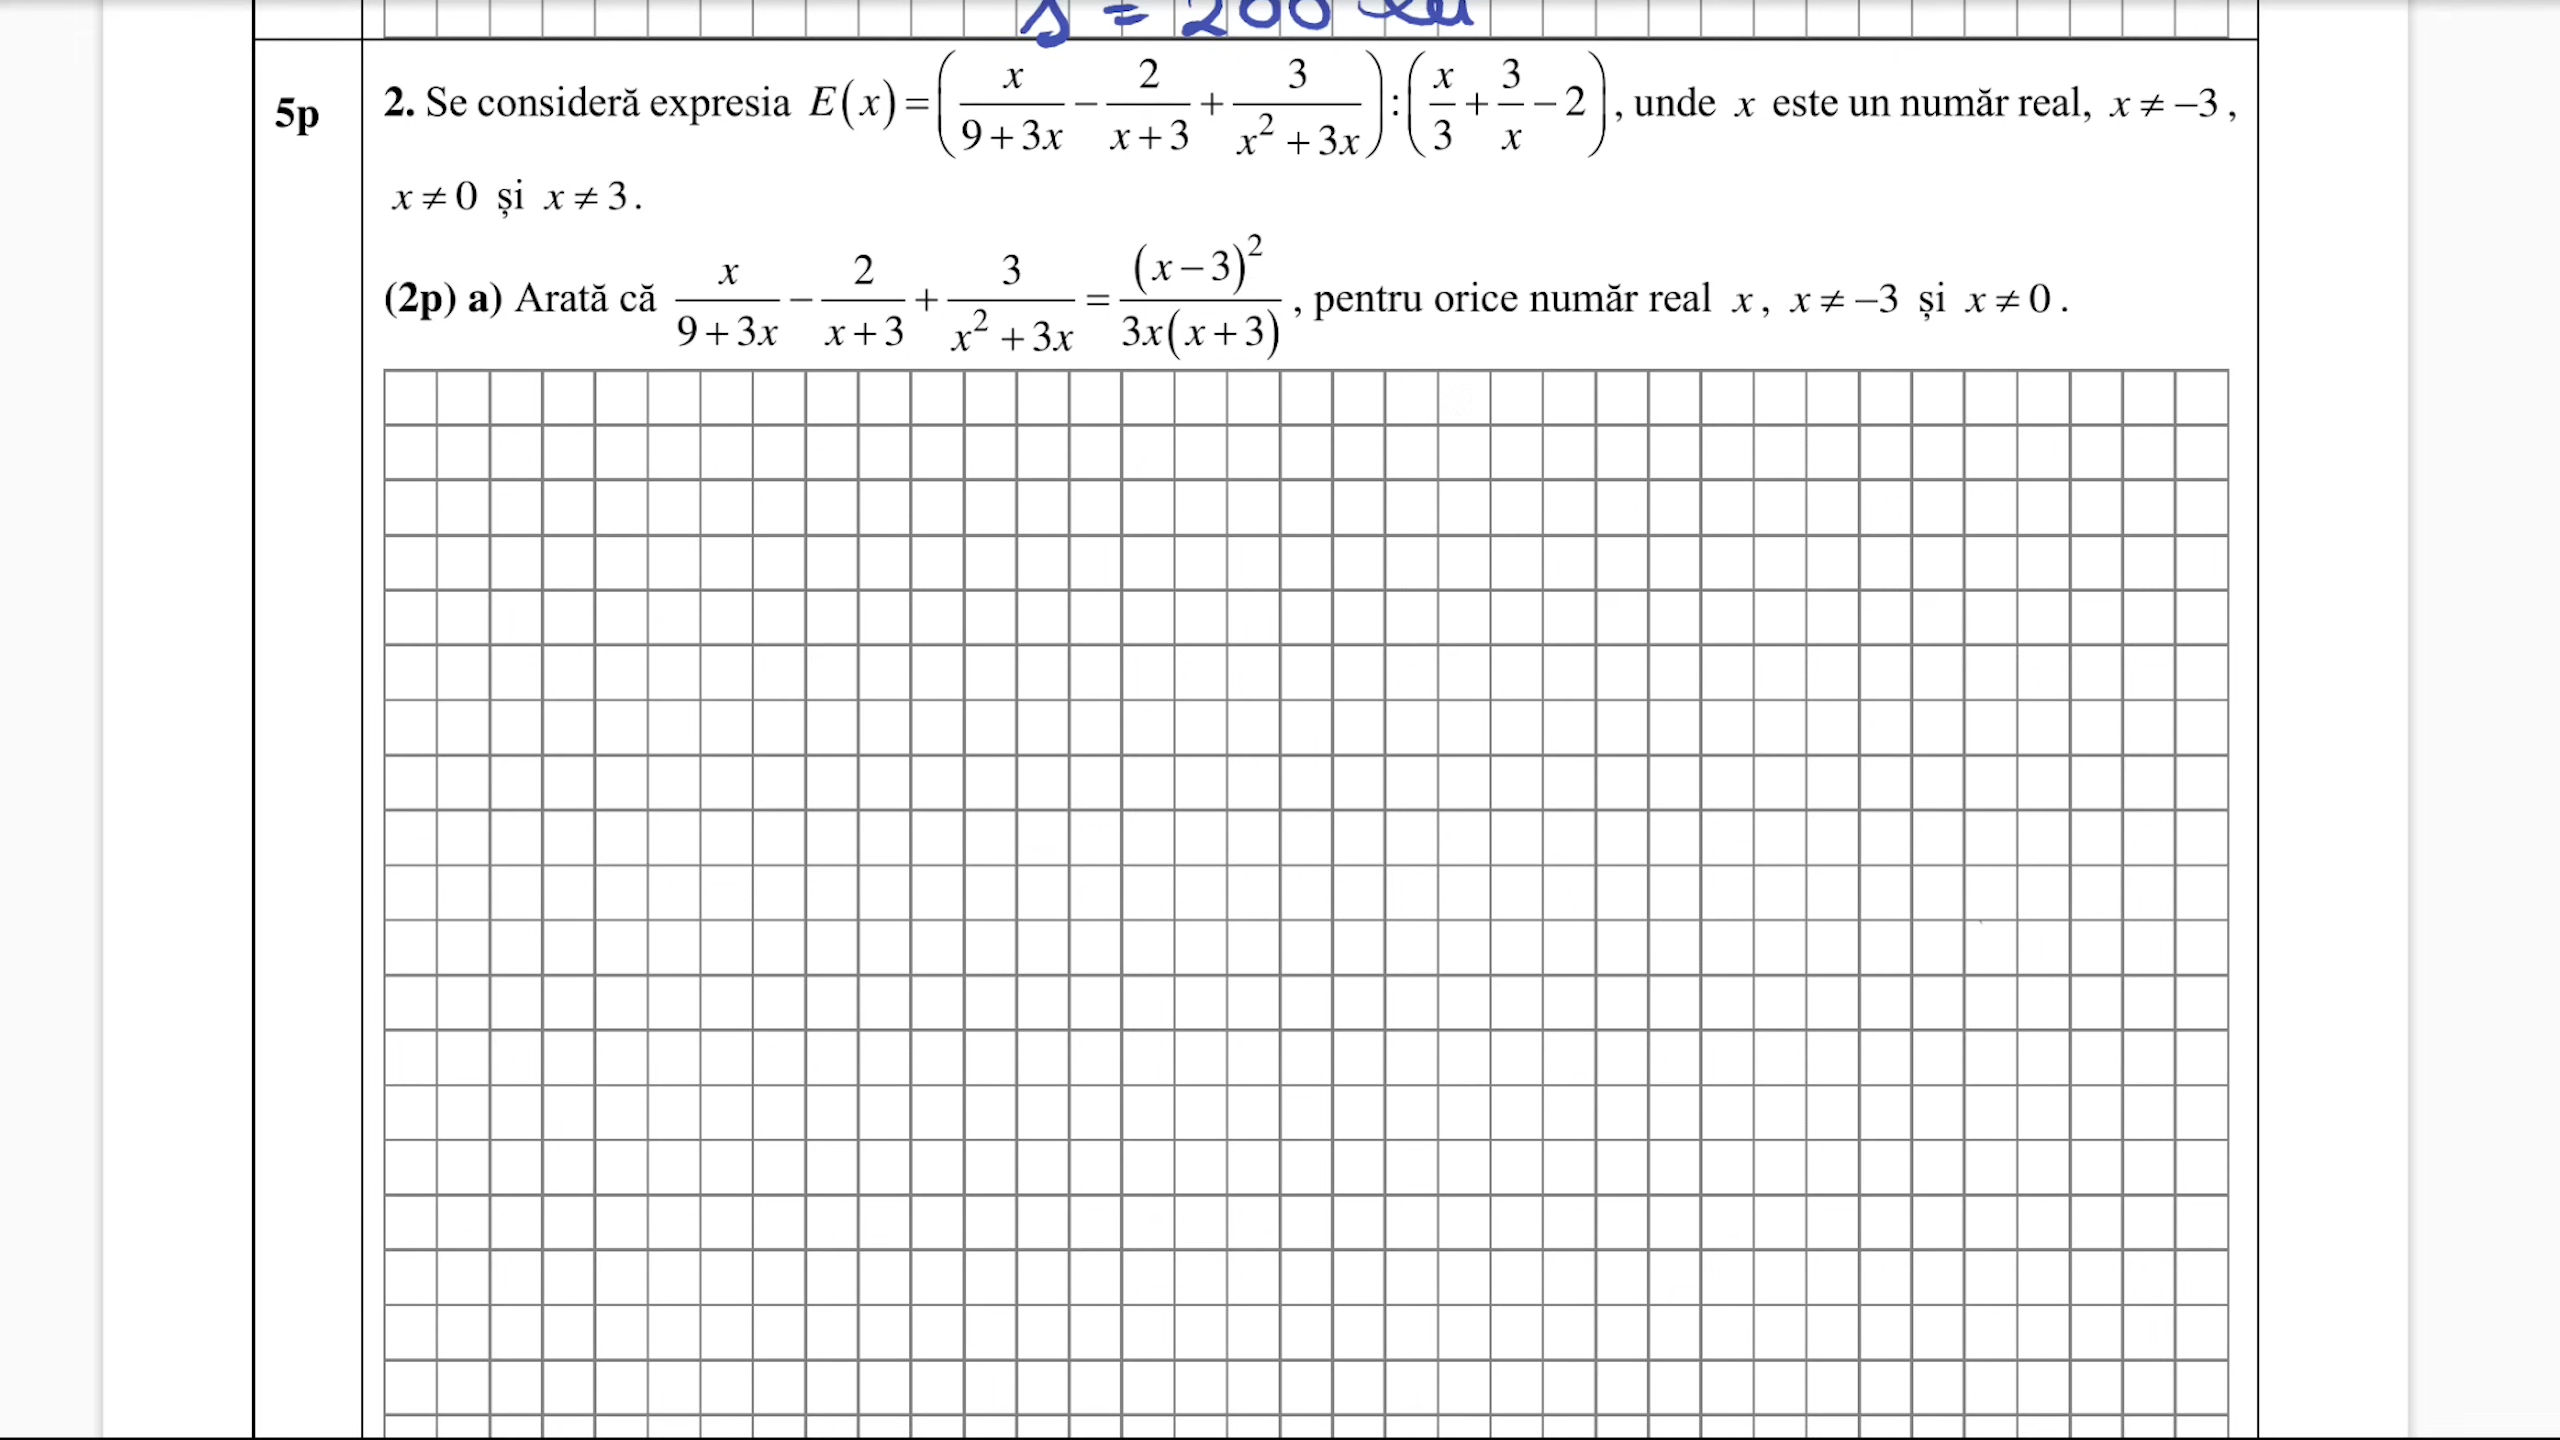 s = 200 lei
5p
2. Se consideră expresia E(x) = (x/(9+3x) − 2/(x+3) + 3/(x² + 3x)) : (x/3 + 3/x − 2), unde x este un număr real, x ≠ −3,
x ≠ 0 și x ≠ 3.
(2p) a) Arată că x/(9+3x) − 2/(x+3) + 3/(x² + 3x) = (x−3)²/(3x(x+3)), pentru orice număr real x, x ≠ −3 și x ≠ 0.